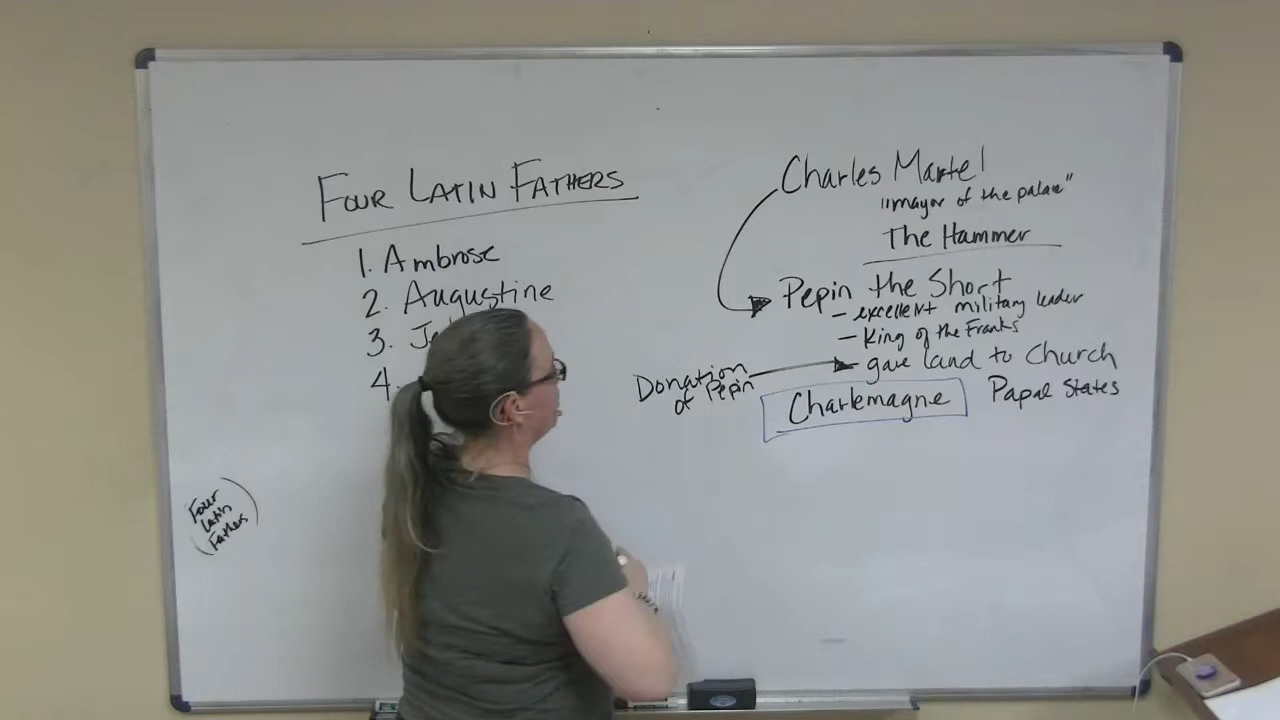 FOUR LATIN FATHERS
1. Ambrose
2. Augustine
3. Je
4.
Four
Latin
Fathers
Charles Martel
"mayor of the palace"
The Hammer
Pepin the Short
- excellent military leader
- King of the Franks
gave land to Church
Donation
of Pepin
Charlemagne
Papal States